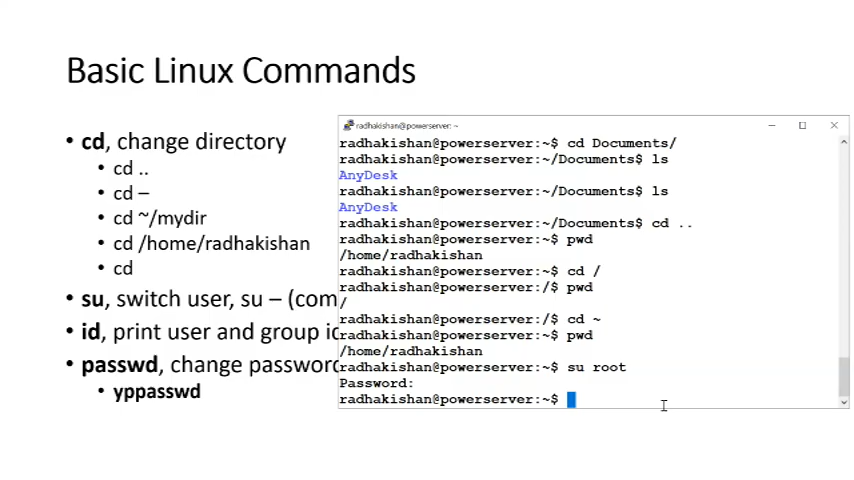 Basic Linux Commands
• cd, change directory
• cd ..
• cd –
• cd ~/mydir
• cd /home/radhakishan
• cd
• su, switch user, su – (com
• id, print user and group id
• passwd, change password
• yppasswd
radhakishan@powerserver: ~
radhakishan@powerserver:~$ cd Documents/
radhakishan@powerserver:~/Documents$ ls
AnyDesk
radhakishan@powerserver:~/Documents$ ls
AnyDesk
radhakishan@powerserver:~/Documents$ cd ..
radhakishan@powerserver:~$ pwd
/home/radhakishan
radhakishan@powerserver:~$ cd /
radhakishan@powerserver:/$ pwd
/
radhakishan@powerserver:/$ cd ~
radhakishan@powerserver:~$ pwd
/home/radhakishan
radhakishan@powerserver:~$ su root
Password:
radhakishan@powerserver:~$